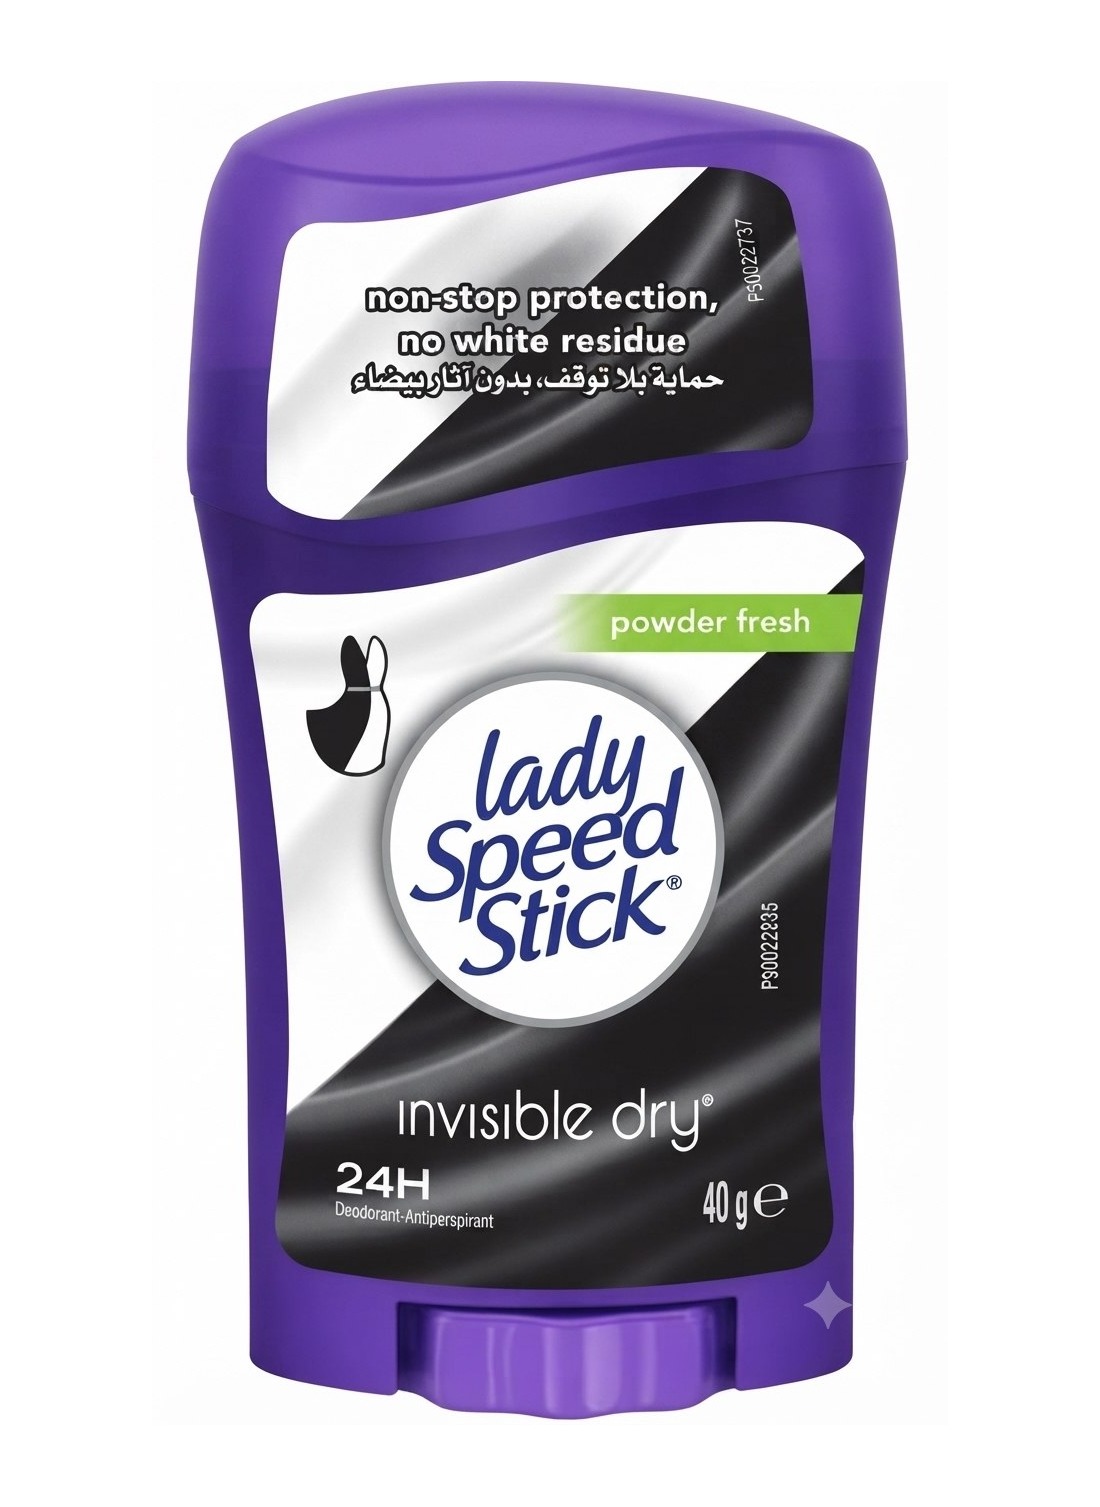 non-stop protection,
no white residue
حماية بلا توقف، بدون آثار بيضاء
P50022737
powder fresh
lady
Speed
Stick®
P90022835
invisible dry®
24H
Deodorant-Antiperspirant
40 g ℮